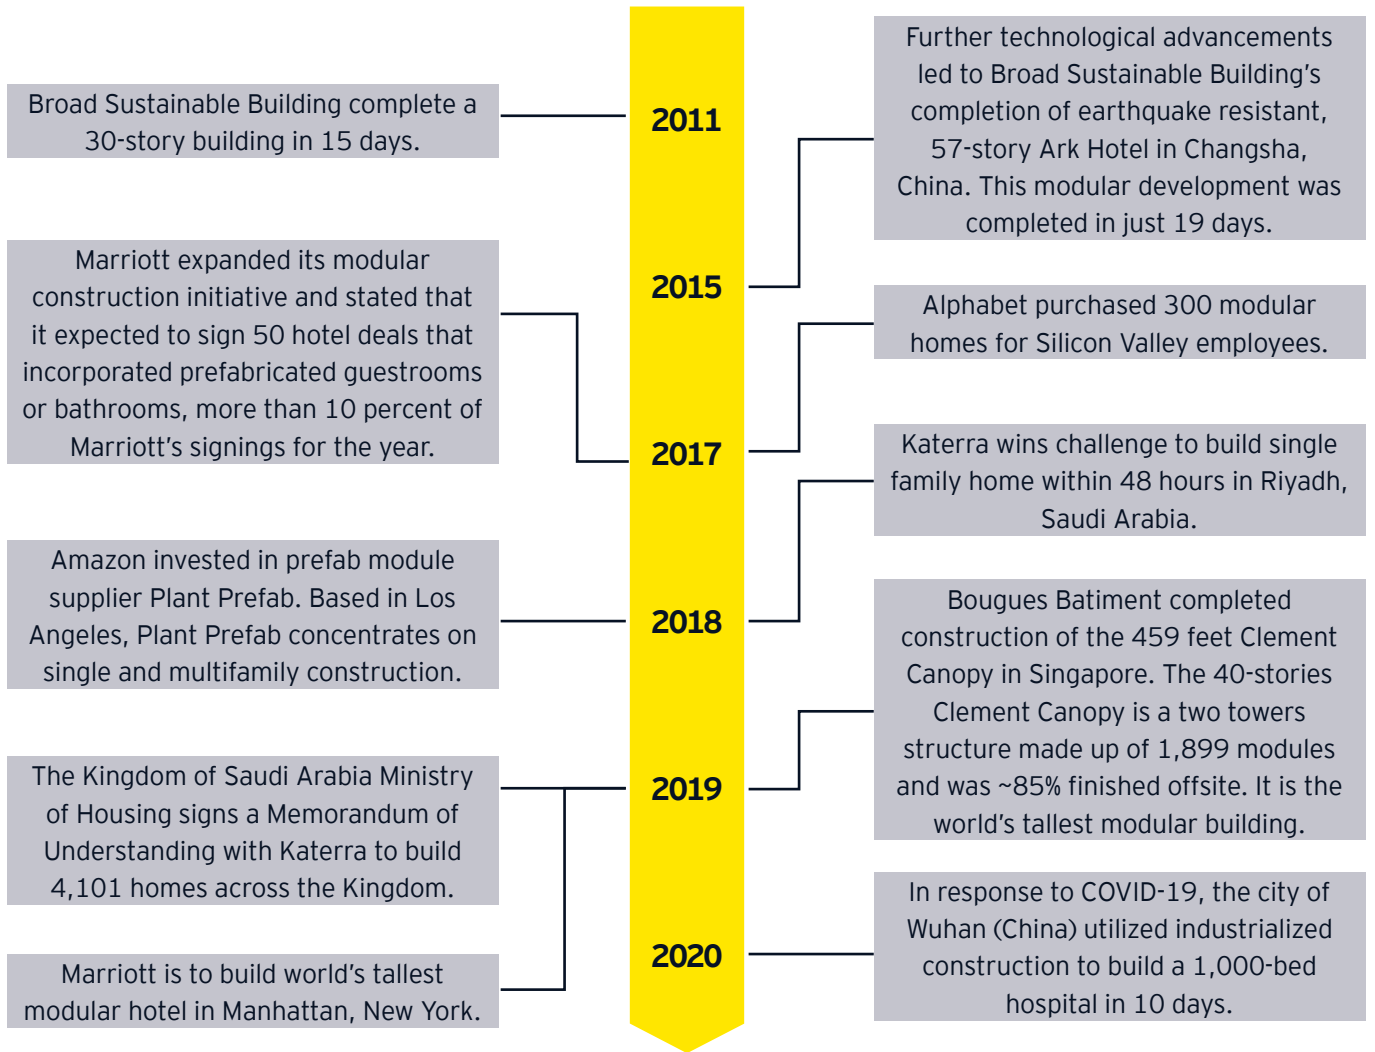 2011
Broad Sustainable Building complete a
30-story building in 15 days.
2015
Further technological advancements
led to Broad Sustainable Building's
completion of earthquake resistant,
57-story Ark Hotel in Changsha,
China. This modular development was
completed in just 19 days.
2017
Marriott expanded its modular
construction initiative and stated that
it expected to sign 50 hotel deals that
incorporated prefabricated guestrooms
or bathrooms, more than 10 percent of
Marriott's signings for the year.
Alphabet purchased 300 modular
homes for Silicon Valley employees.
2018
Amazon invested in prefab module
supplier Plant Prefab. Based in Los
Angeles, Plant Prefab concentrates on
single and multifamily construction.
Katerra wins challenge to build single
family home within 48 hours in Riyadh,
Saudi Arabia.
2019
The Kingdom of Saudi Arabia Ministry
of Housing signs a Memorandum of
Understanding with Katerra to build
4,101 homes across the Kingdom.
Marriott is to build world's tallest
modular hotel in Manhattan, New York.
Bougues Batiment completed
construction of the 459 feet Clement
Canopy in Singapore. The 40-stories
Clement Canopy is a two towers
structure made up of 1,899 modules
and was ~85% finished offsite. It is the
world's tallest modular building.
2020
In response to COVID-19, the city of
Wuhan (China) utilized industrialized
construction to build a 1,000-bed
hospital in 10 days.